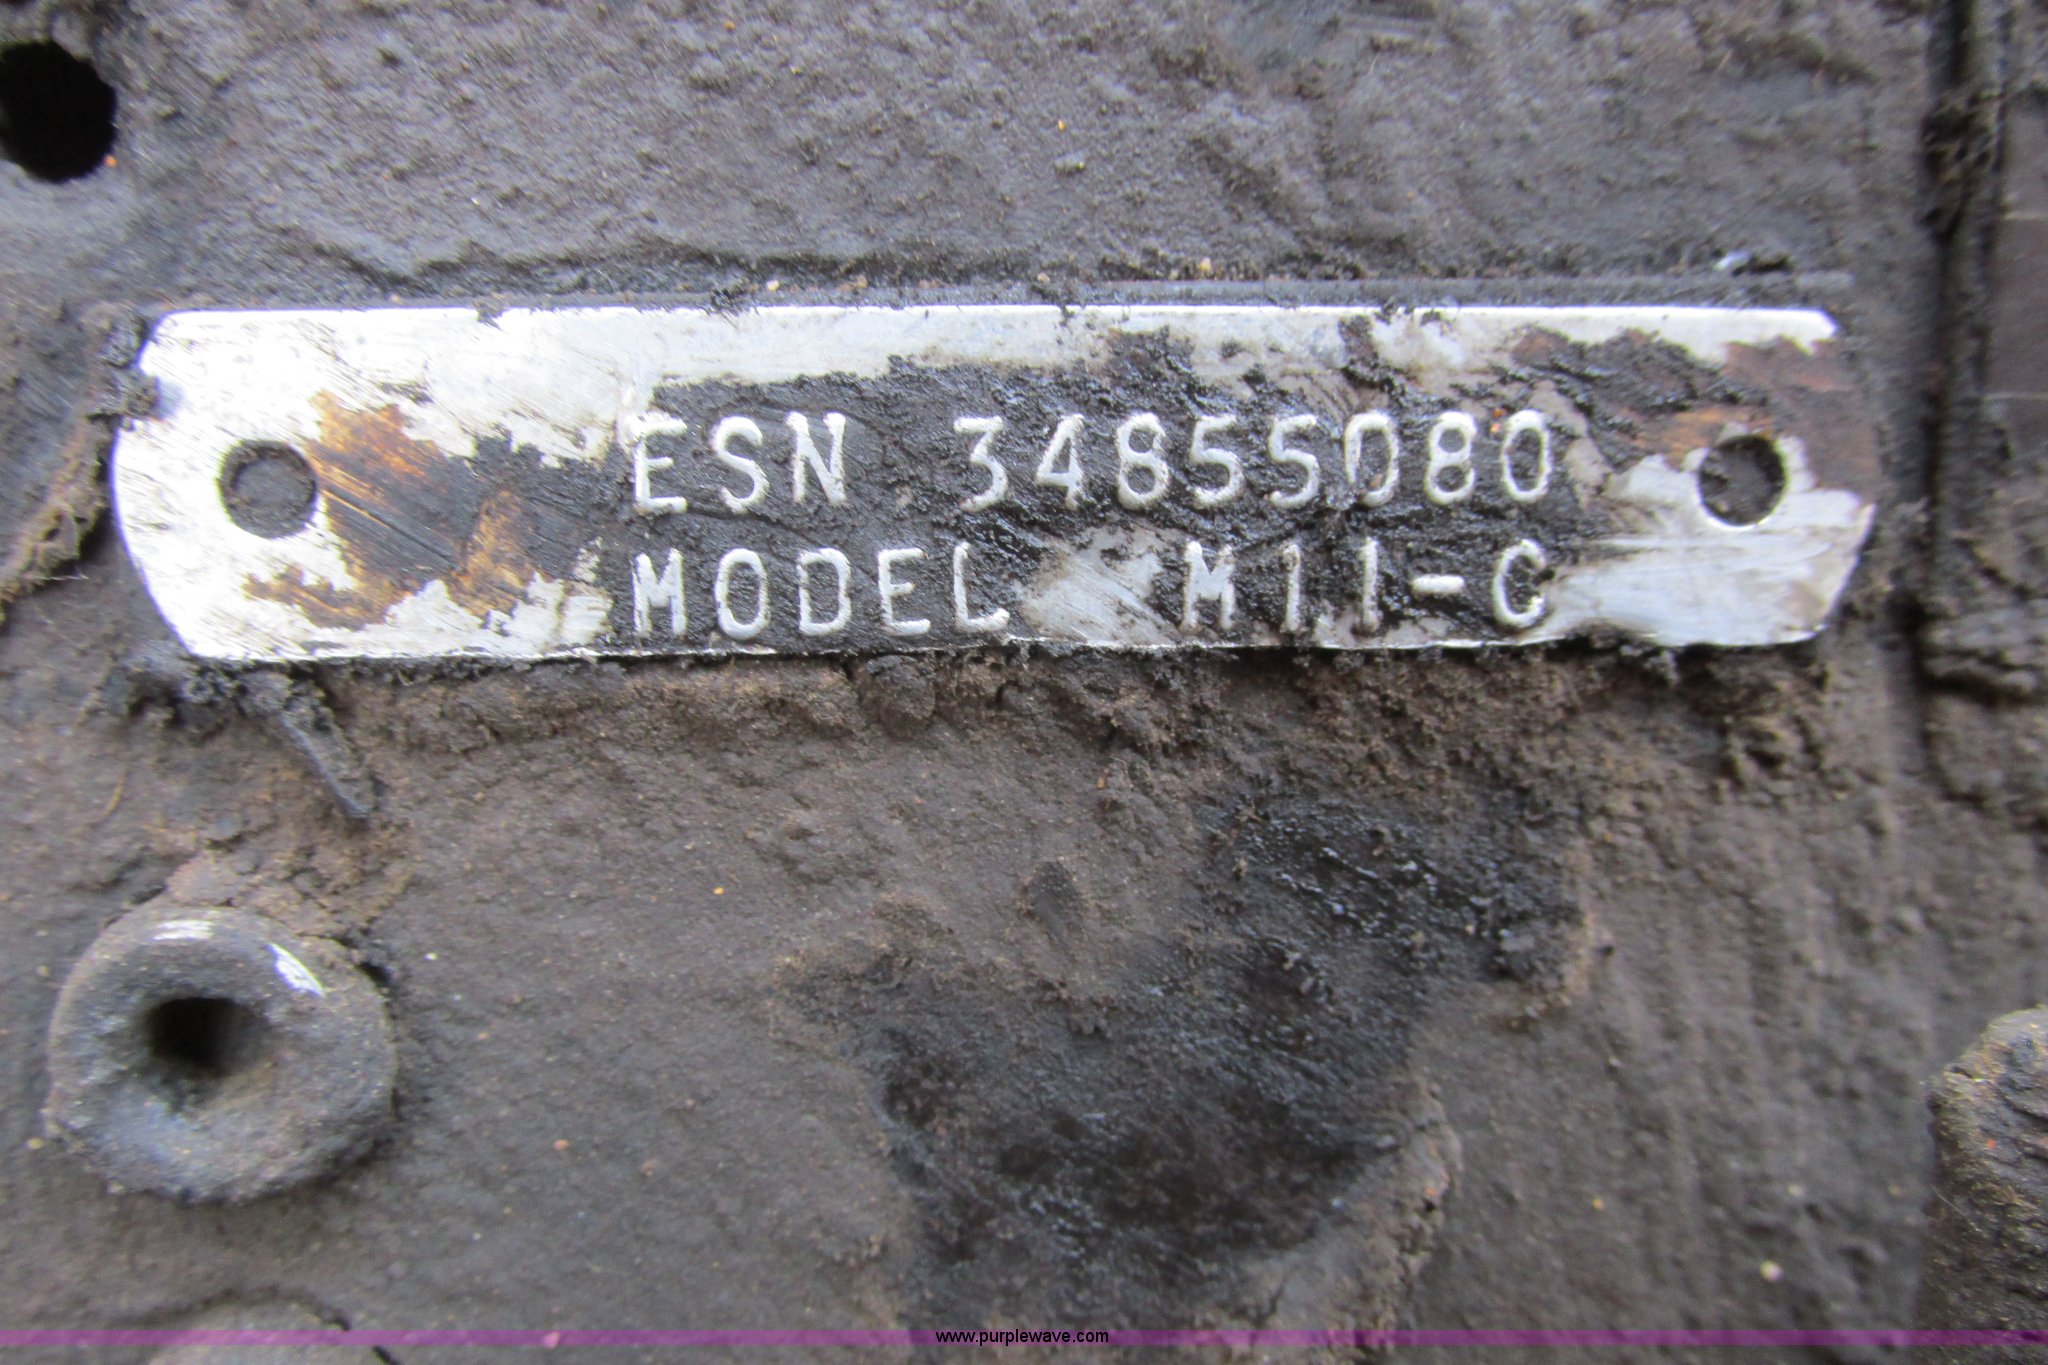 ESN 34855080
MODEL M11-C
www.purplewave.com